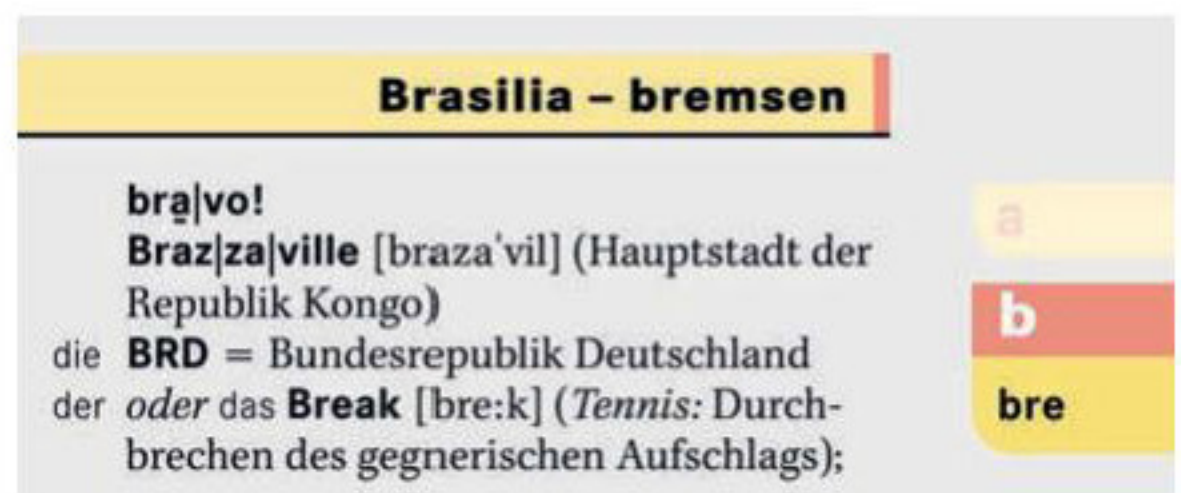 Brasilia – bremsen
bra̱|vo!
Braz|za|ville [braza'vil] (Hauptstadt der
Republik Kongo)
die BRD = Bundesrepublik Deutschland
der oder das Break [bre:k] (Tennis: Durch-
brechen des gegnerischen Aufschlags);
a
b
bre